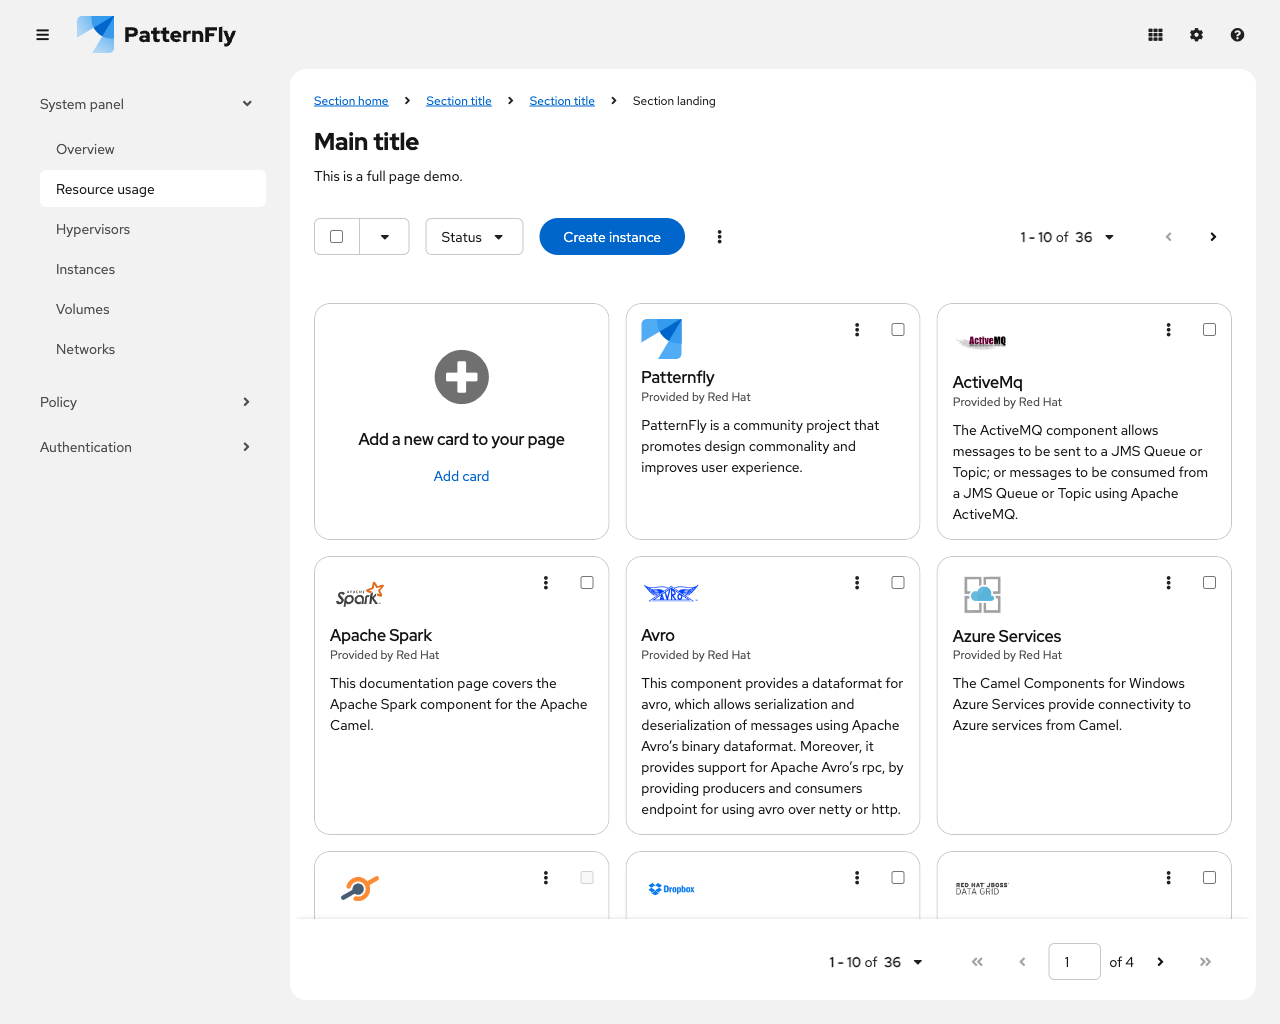 PatternFly
System panel
Overview
Resource usage
Hypervisors
Instances
Volumes
Networks
Policy
Authentication
Section home
Section title
Section title
Section landing
Main title
This is a full page demo.
Status
Create instance
1 - 10 of 36
Add a new card to your page
Add card
Patternfly
Provided by Red Hat
PatternFly is a community project that
promotes design commonality and
improves user experience.
ActiveMQ
ActiveMq
Provided by Red Hat
The ActiveMQ component allows
messages to be sent to a JMS Queue or
Topic; or messages to be consumed from
a JMS Queue or Topic using Apache
ActiveMQ.
APACHE
Spark
Apache Spark
Provided by Red Hat
This documentation page covers the
Apache Spark component for the Apache
Camel.
AVRO
Avro
Provided by Red Hat
This component provides a dataformat for
avro, which allows serialization and
deserialization of messages using Apache
Avro’s binary dataformat. Moreover, it
provides support for Apache Avro’s rpc, by
providing producers and consumers
endpoint for using avro over netty or http.
Azure Services
Provided by Red Hat
The Camel Components for Windows
Azure Services provide connectivity to
Azure services from Camel.
Dropbox
RED HAT JBOSS
DATA GRID
1 - 10 of 36
1
of 4